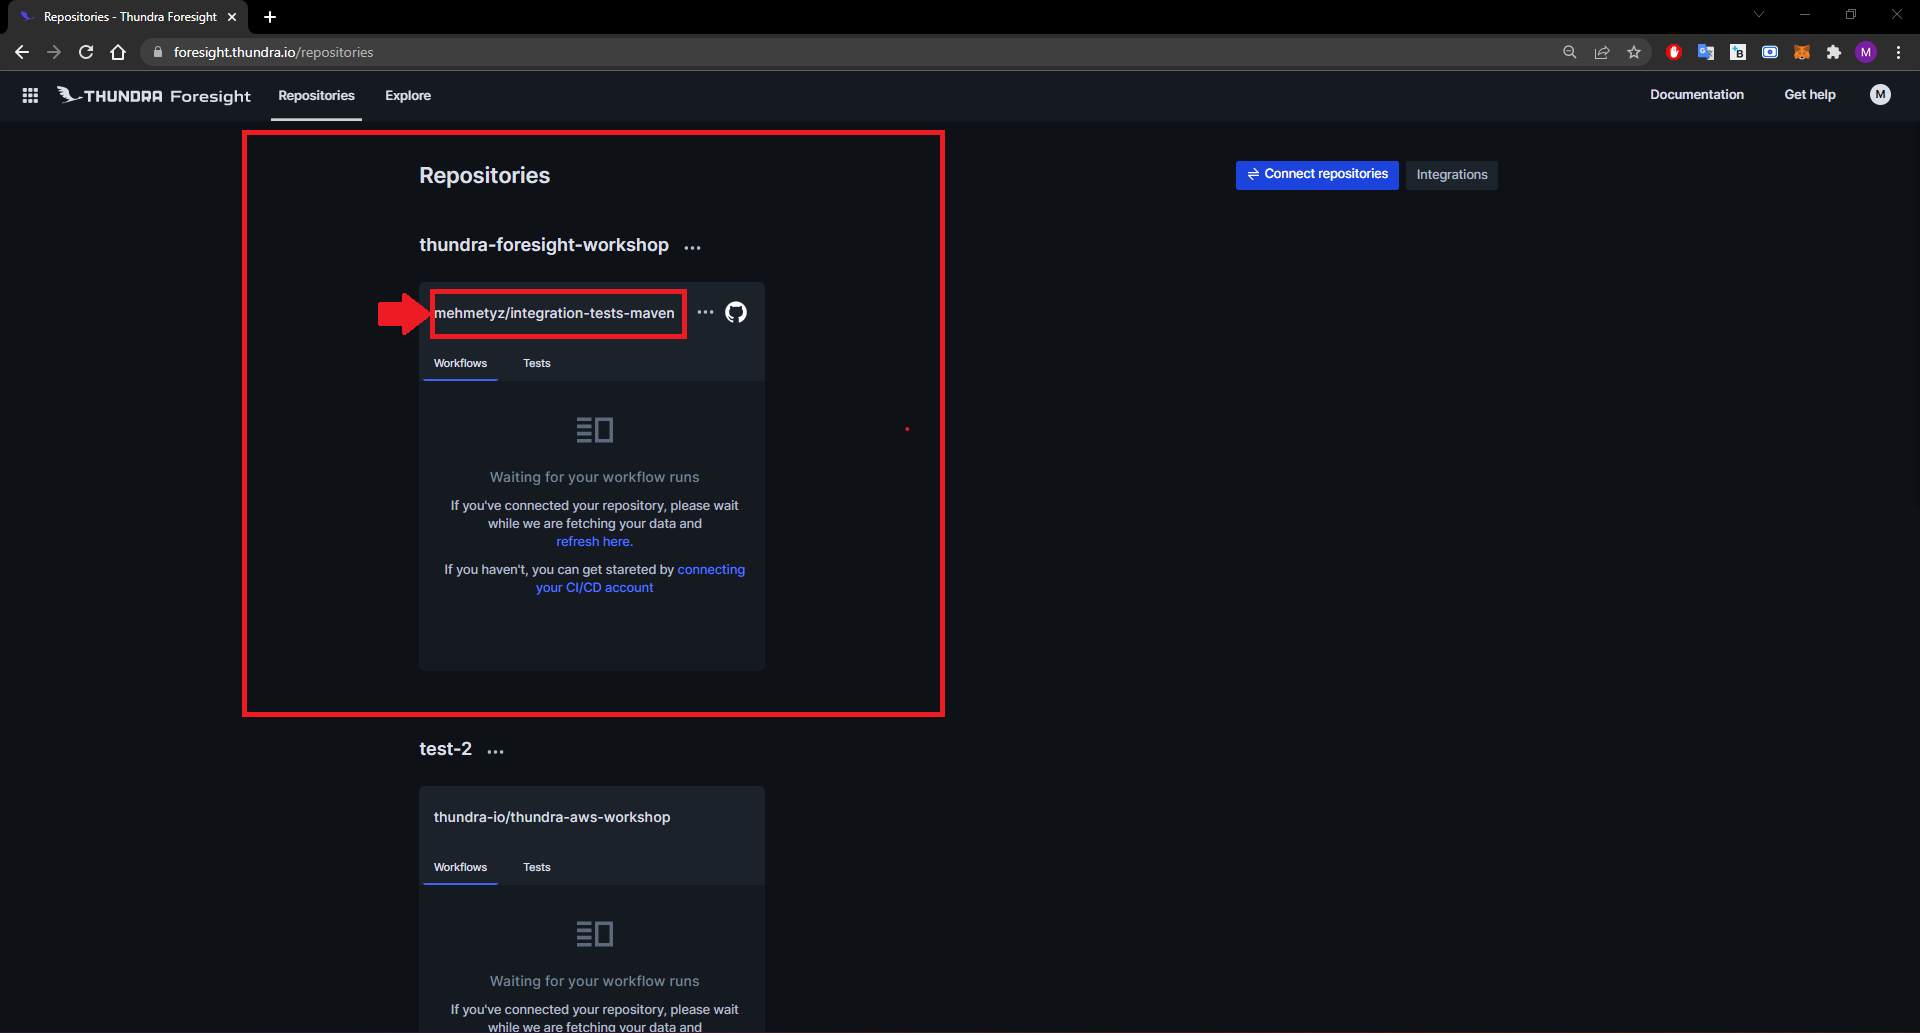 Repositories - Thundra Foresight
foresight.thundra.io/repositories
M
THUNDRA Foresight
Repositories
Explore
Documentation
Get help
M
Repositories
Connect repositories
Integrations
thundra-foresight-workshop ...
mehmetyz/integration-tests-maven ...
Workflows
Tests
Waiting for your workflow runs
If you've connected your repository, please wait
while we are fetching your data and
refresh here.
If you haven't, you can get stareted by connecting
your CI/CD account
test-2 ...
thundra-io/thundra-aws-workshop
Workflows
Tests
Waiting for your workflow runs
If you've connected your repository, please wait
while we are fetching your data and